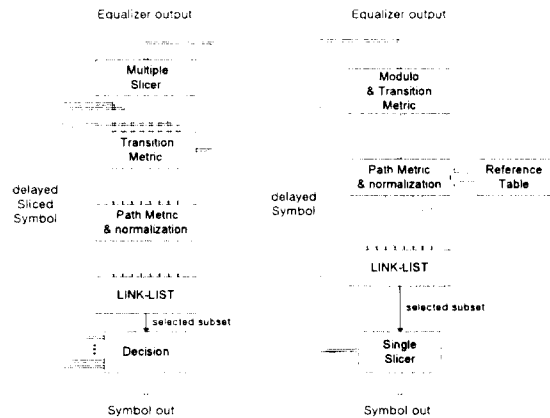 Equalizer output
Multiple
Slicer
Transition
Metric
delayed
Sliced
Symbol
Path Metric
& normalization
LINK-LIST
selected subset
Decision
Symbol out
Equalizer output
Modulo
& Transition
Metric
Path Metric
& normalization
Reference
Table
delayed
Symbol
LINK-LIST
selected subset
Single
Slicer
Symbol out